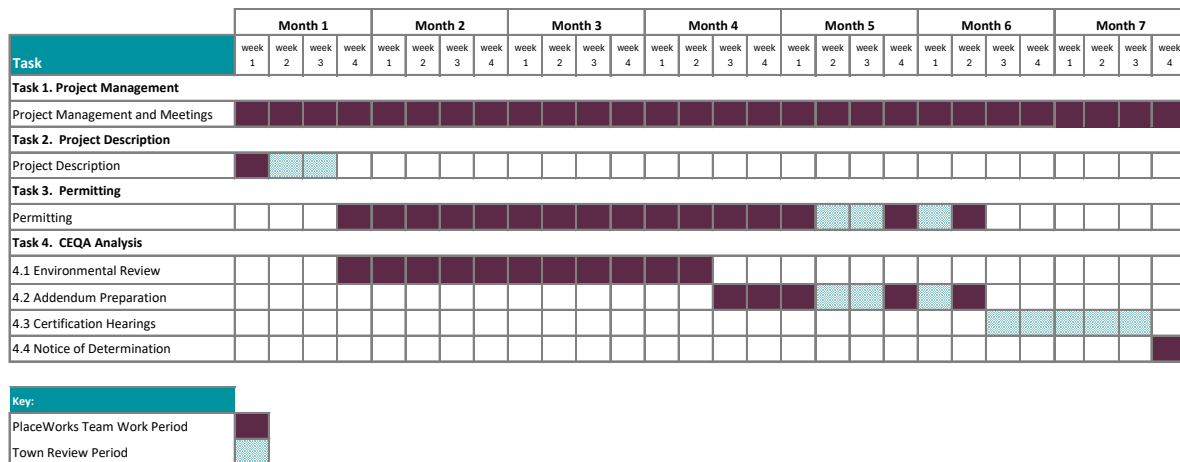 Month 1 Month 2 Month 3 Month 4 Month 5 Month 6 Month 7
Task week 1 week 2 week 3 week 4 week 1 week 2 week 3 week 4 week 1 week 2 week 3 week 4 week 1 week 2 week 3 week 4 week 1 week 2 week 3 week 4 week 1 week 2 week 3 week 4 week 1 week 2 week 3 week 4
Task 1. Project Management
Project Management and Meetings
Task 2. Project Description
Project Description
Task 3. Permitting
Permitting
Task 4. CEQA Analysis
4.1 Environmental Review
4.2 Addendum Preparation
4.3 Certification Hearings
4.4 Notice of Determination
Key:
PlaceWorks Team Work Period
Town Review Period